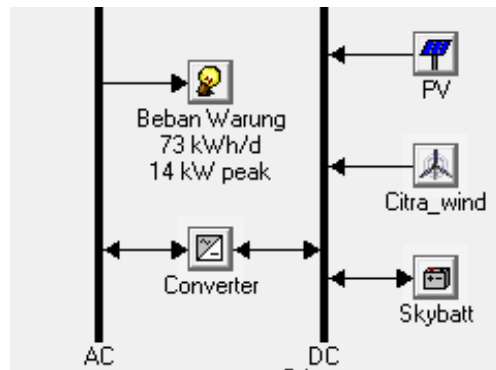 Beban Warung
73 kWh/d
14 kW peak
Converter
PV
Citra_wind
Skybatt
AC
DC